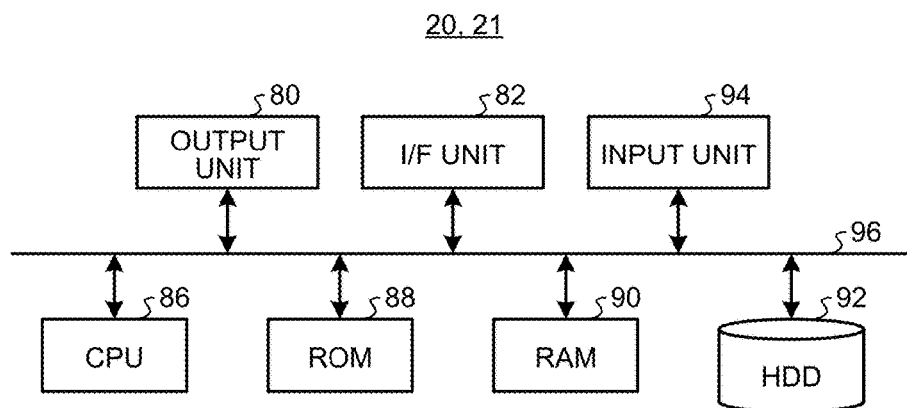 20, 21
80
OUTPUT
UNIT
82
I/F UNIT
94
INPUT UNIT
96
86
CPU
88
ROM
90
RAM
92
HDD